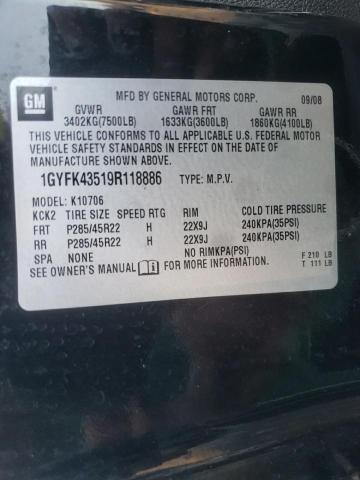 GM MFD BY GENERAL MOTORS CORP. 09/08
GVWR GAWR FRT GAWR RR
3402KG(7500LB) 1633KG(3600LB) 1860KG(4100LB)
THIS VEHICLE CONFORMS TO ALL APPLICABLE U.S. FEDERAL MOTOR
VEHICLE SAFETY STANDARDS IN EFFECT ON THE DATE OF
MANUFACTURE SHOWN ABOVE.
1GYFK43519R118886 TYPE: M.P.V.
MODEL: K10706
KCK2 TIRE SIZE SPEED RTG RIM COLD TIRE PRESSURE
FRT P285/45R22 H 22X9J 240KPA(35PSI)
RR P285/45R22 H 22X9J 240KPA(35PSI)
SPA NONE NO RIMKPA(PSI)
SEE OWNER'S MANUAL FOR MORE INFORMATION. F 210 LB
T 111 LB